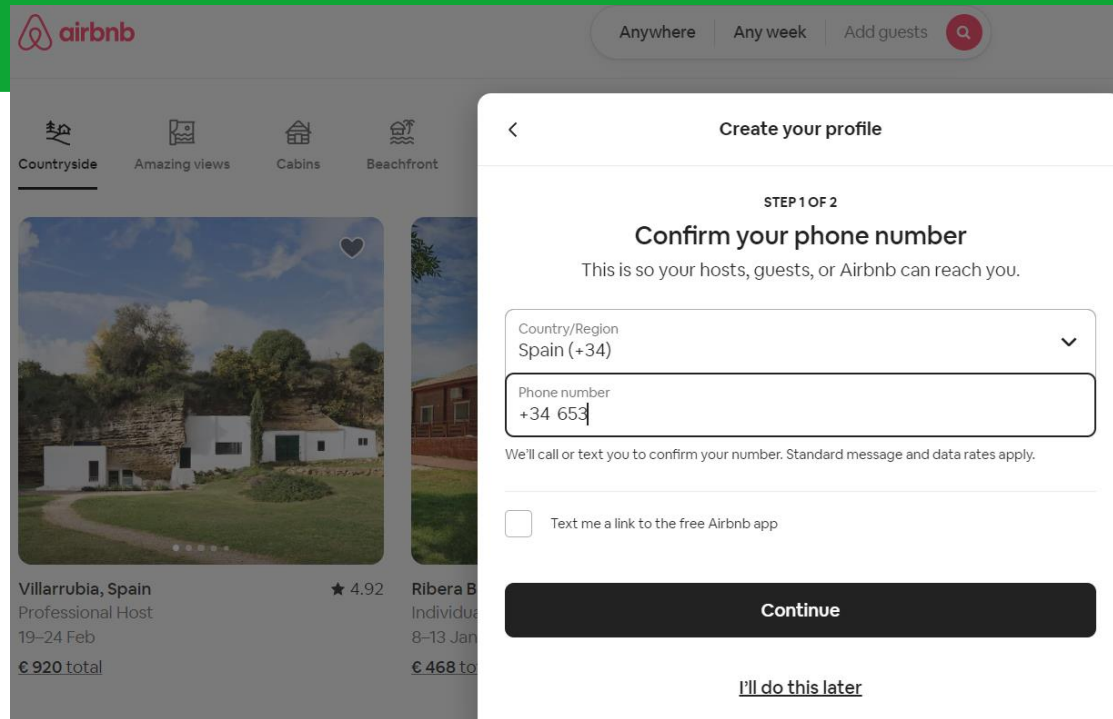 airbnb
Anywhere Any week Add guests
Countryside Amazing views Cabins Beachfront
Villarrubia, Spain ★ 4.92
Professional Host
19–24 Feb
€ 920 total
Ribera B
Individua
8–13 Jan
€ 468 to
Create your profile
STEP 1 OF 2
Confirm your phone number
This is so your hosts, guests, or Airbnb can reach you.
Country/Region
Spain (+34)
Phone number
+34 653
We’ll call or text you to confirm your number. Standard message and data rates apply.
Text me a link to the free Airbnb app
Continue
I’ll do this later